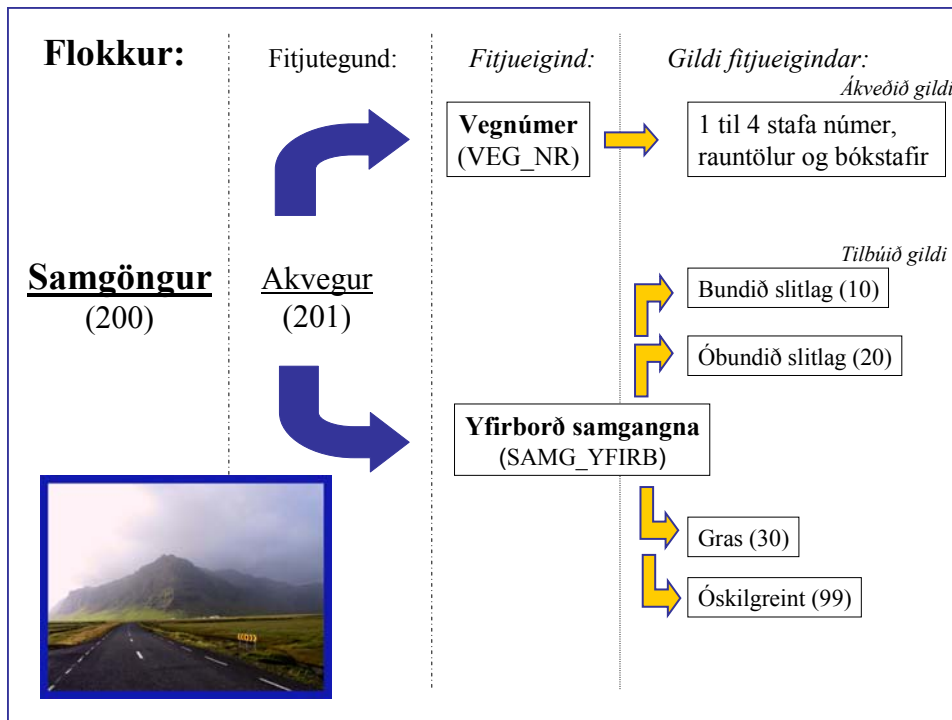 Flokkur:
Fitjutegund:
Fitjueigind:
Gildi fitjueigindar:
Ákveðið gildi
Vegnúmer
(VEG_NR)
1 til 4 stafa númer,
rauntölur og bókstafir
Samgöngur
(200)
Akvegur
(201)
Tilbúið gildi
Bundið slitlag (10)
Óbundið slitlag (20)
Yfirborð samgangna
(SAMG_YFIRB)
Gras (30)
Óskilgreint (99)